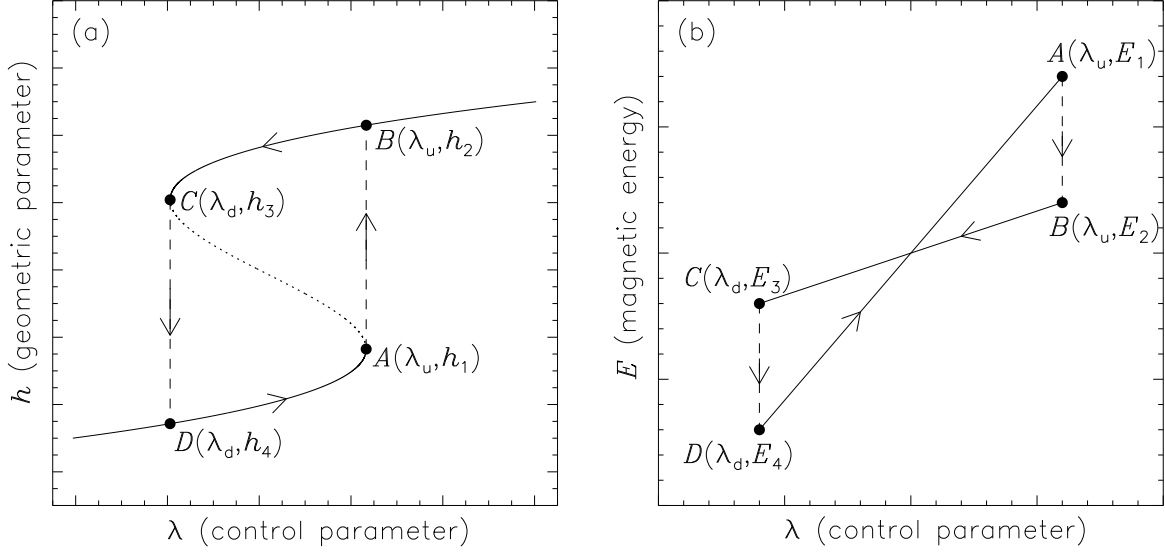 (a)
h (geometric parameter)
B(λu,h2)
C(λd,h3)
A(λu,h1)
D(λd,h4)
λ (control parameter)
(b)
E (magnetic energy)
A(λu,E1)
B(λu,E2)
C(λd,E3)
D(λd,E4)
λ (control parameter)